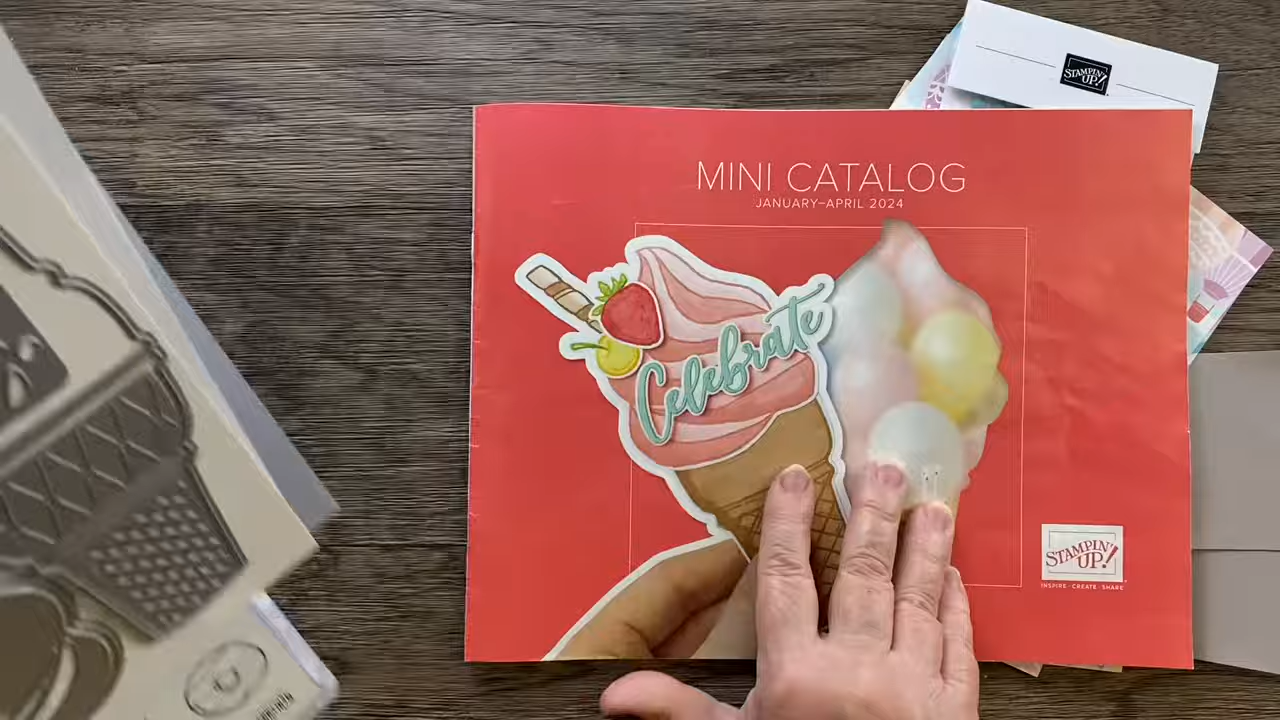 STAMPIN' UP!
MINI CATALOG
JANUARY–APRIL 2024
Celebrate
STAMPIN' UP!
INSPIRE · CREATE · SHARE